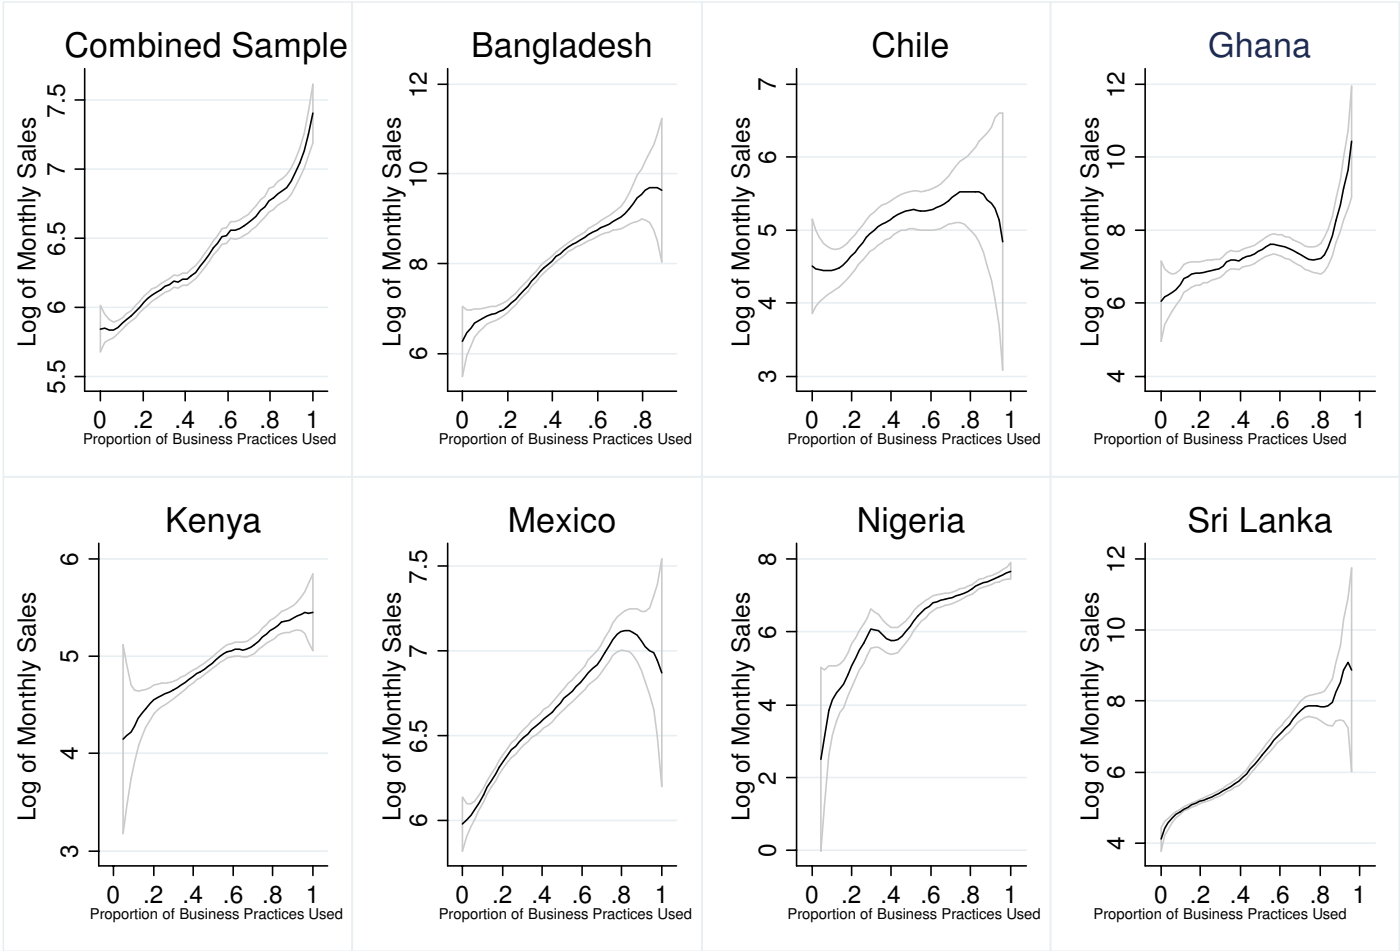 Combined Sample
Log of Monthly Sales
7.5
7
6.5
6
5.5
0 .2 .4 .6 .8 1
Proportion of Business Practices Used
Bangladesh
Log of Monthly Sales
12
10
8
6
0 .2 .4 .6 .8
Proportion of Business Practices Used
Chile
Log of Monthly Sales
7
6
5
4
3
0 .2 .4 .6 .8 1
Proportion of Business Practices Used
Ghana
Log of Monthly Sales
12
10
8
6
4
0 .2 .4 .6 .8 1
Proportion of Business Practices Used
Kenya
Log of Monthly Sales
6
5
4
3
0 .2 .4 .6 .8 1
Proportion of Business Practices Used
Mexico
Log of Monthly Sales
7.5
7
6.5
6
0 .2 .4 .6 .8 1
Proportion of Business Practices Used
Nigeria
Log of Monthly Sales
8
6
4
2
0
0 .2 .4 .6 .8 1
Proportion of Business Practices Used
Sri Lanka
Log of Monthly Sales
12
10
8
6
4
0 .2 .4 .6 .8 1
Proportion of Business Practices Used